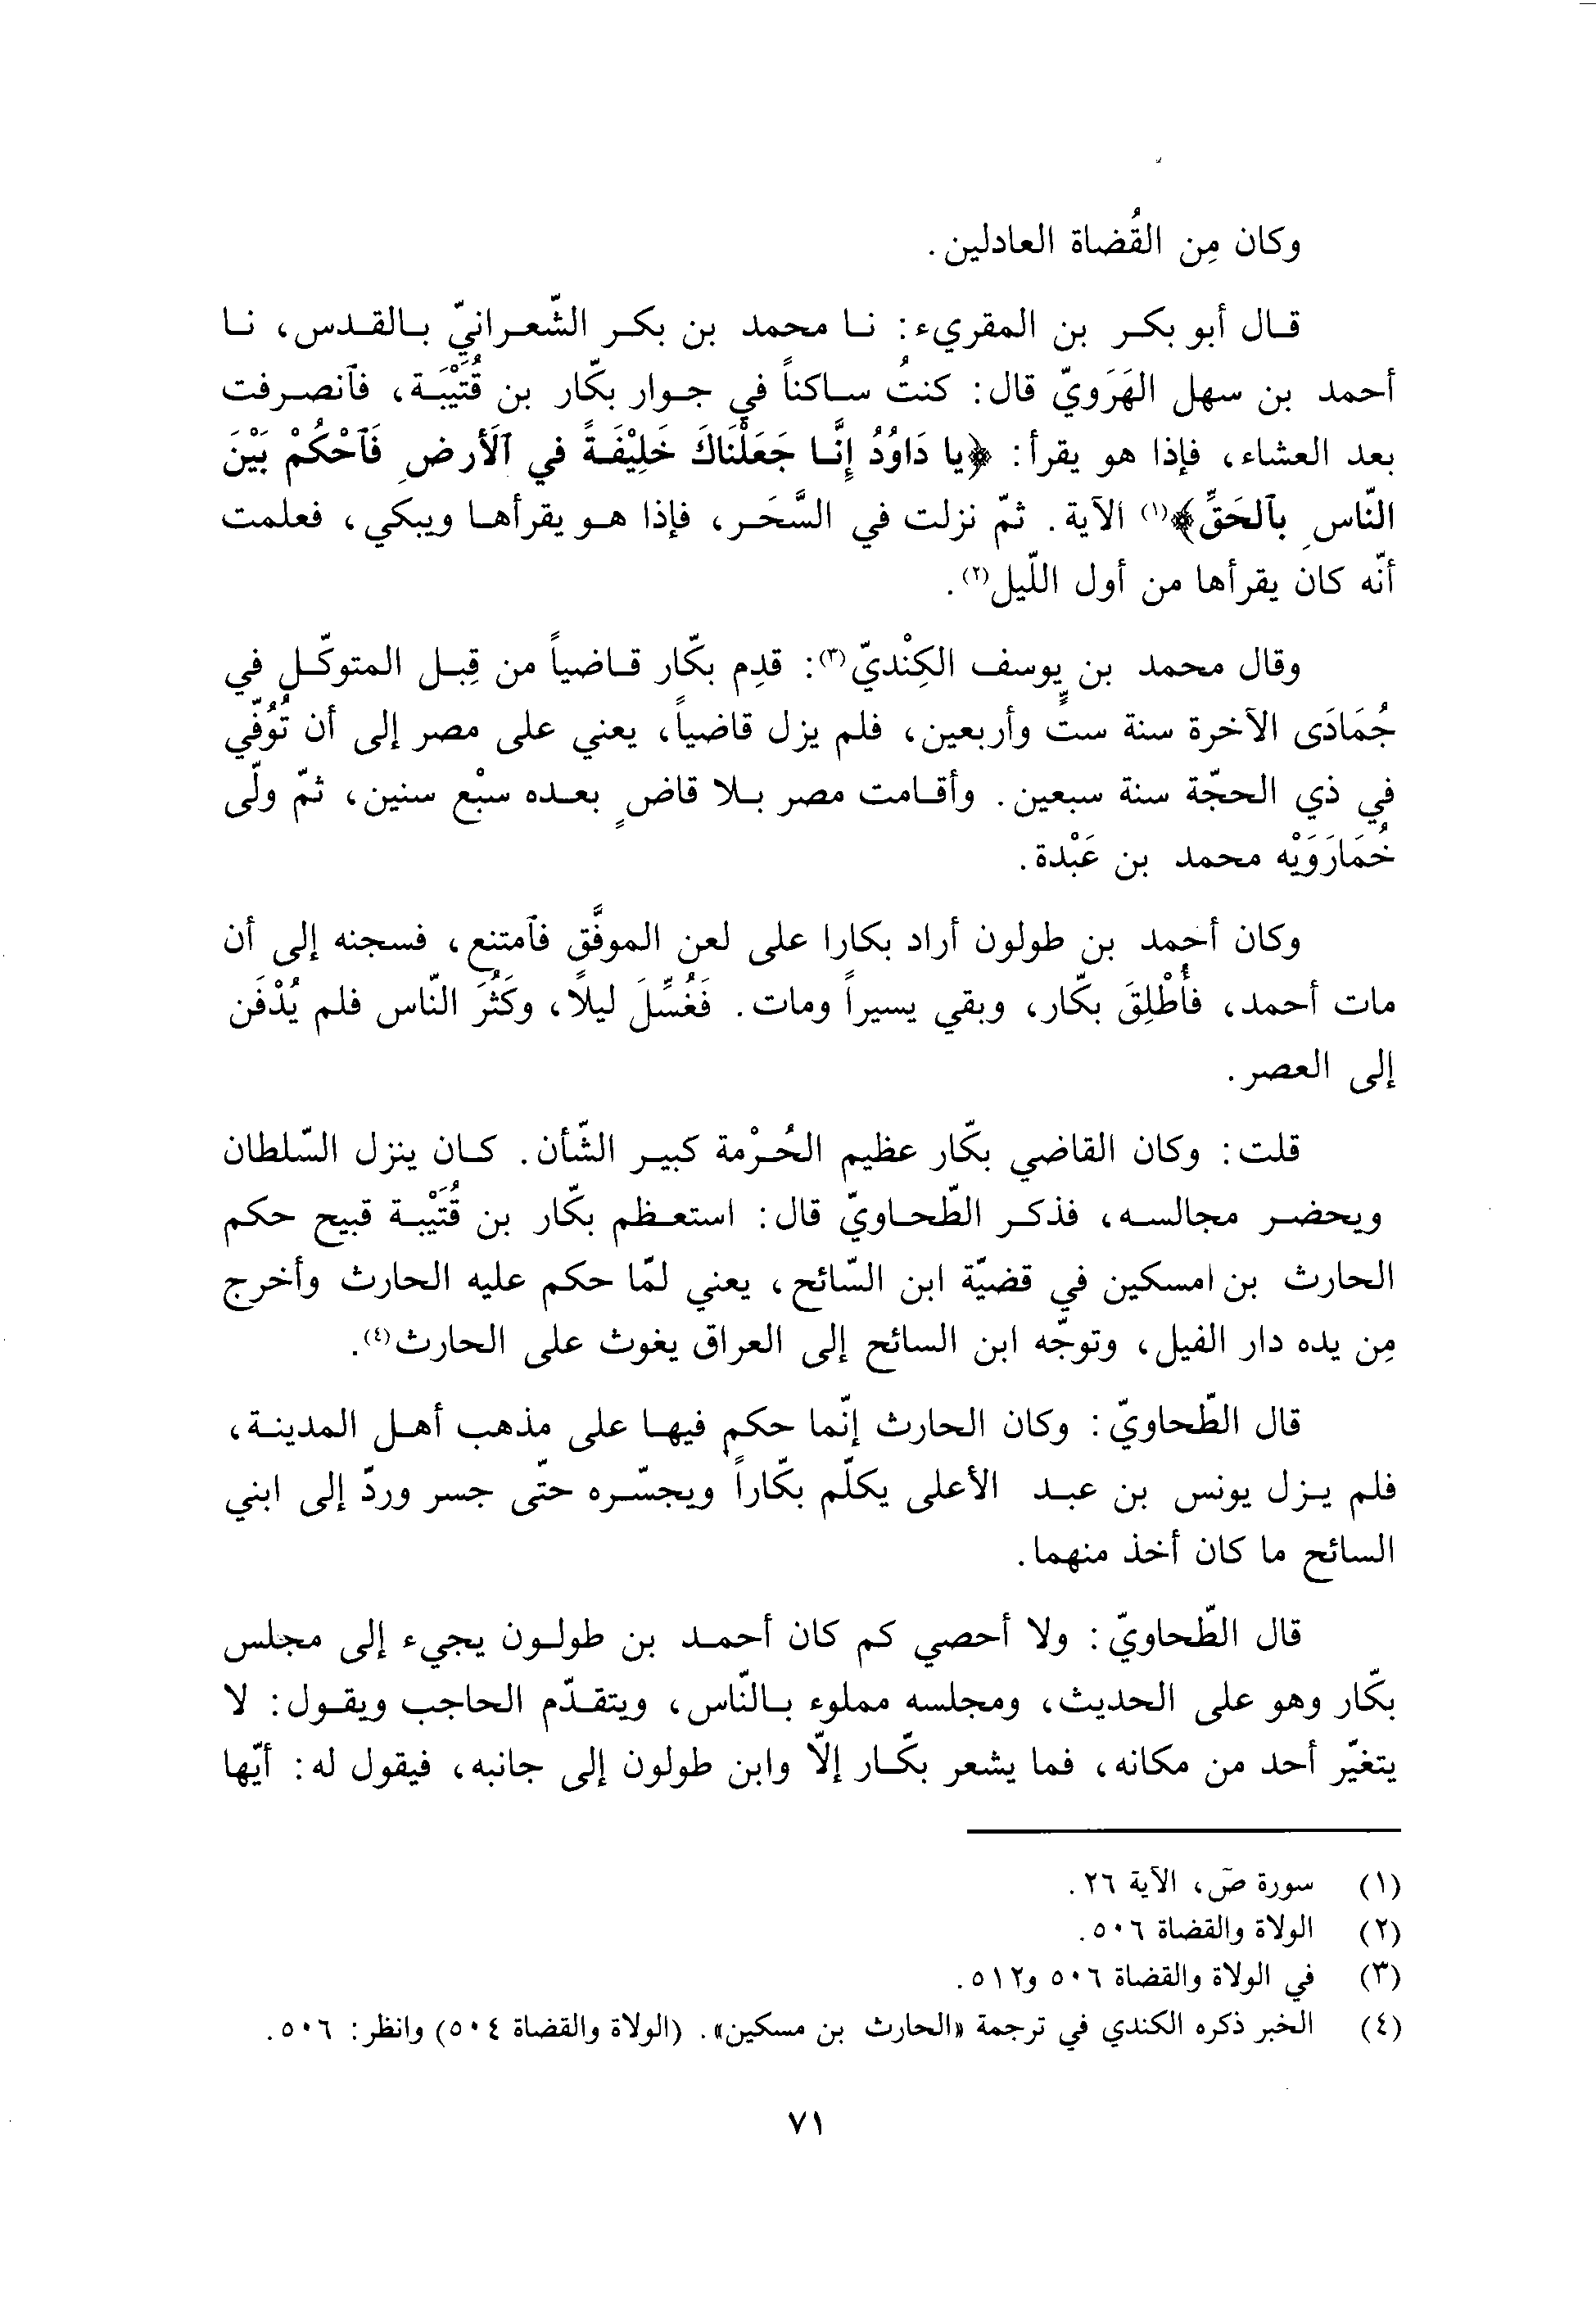 وكان مِن القُضاة العادلين.
قال أبو بكر بن المقريء: نا محمد بن بكر الشّعرانيّ بالقدس، نا
أحمد بن سهل الهَرَويّ قال: كنتُ ساكناً في جوار بكّار بن قُتَيْبَة، فآنصرفت
بعد العشاء، فإذا هو يقرأ: ﴿يا دَاوُدُ إِنَّا جَعَلْنَاكَ خَلِيْفَةً في ٱلَأرضِ فَٱحْكُمْ بَيْنَ
النّاسِ بٱلحَقِّ﴾(١) الآية. ثمّ نزلت في السَّحَر، فإذا هو يقرأها ويبكي، فعلمت
أنّه كان يقرأها من أول اللّيل(٢).
وقال محمد بن يوسف الكِنْديّ(٣): قدِم بكّار قاضياً من قِبل المتوكّل في
جُمَادَى الآخرة سنة ستٍّ وأربعين، فلم يزل قاضياً، يعني على مصر إلى أن تُوُفّي
في ذي الحجّة سنة سبعين. وأقامت مصر بلا قاضٍ بعده سبْع سنين، ثمّ ولّى
خُمَارَوَيْه محمد بن عَبْدة.
وكان أحمد بن طولون أراد بكارا على لعن الموفَّق فآمتنع، فسجنه إلى أن
مات أحمد، فأُطْلِقَ بكّار، وبقي يسيراً ومات. فَغُسِّلَ ليلاً، وكَثُرَ النّاس فلم يُدْفَن
إلى العصر.
قلت: وكان القاضي بكّار عظيم الحُرْمة كبير الشّأن. كان ينزل السّلطان
ويحضر مجالسه، فذكر الطّحاويّ قال: استعظم بكّار بن قُتَيْبة قبيح حكم
الحارث بن امسكين في قضيّة ابن السّائح، يعني لمّا حكم عليه الحارث وأخرج
مِن يده دار الفيل، وتوجّه ابن السائح إلى العراق يغوث على الحارث(٤).
قال الطّحاويّ: وكان الحارث إنّما حكم فيها على مذهب أهل المدينة،
فلم يزل يونس بن عبد الأعلى يكلّم بكّاراً ويجسّره حتّى جسر وردّ إلى ابني
السائح ما كان أخذ منهما.
قال الطّحاويّ: ولا أحصي كم كان أحمد بن طولون يجيء إلى مجلس
بكّار وهو على الحديث، ومجلسه مملوء بالنّاس، ويتقدّم الحاجب ويقول: لا
يتغيّر أحد من مكانه، فما يشعر بكّار إلّا وابن طولون إلى جانبه، فيقول له: أيّها
(١) سورة صۤ، الآية ٢٦.
(٢) الولاة والقضاة ٥٠٦.
(٣) في الولاة والقضاة ٥٠٦ و٥١٢.
(٤) الخبر ذكره الكندي في ترجمة «الحارث بن مسكين». (الولاة والقضاة ٥٠٤) وانظر: ٥٠٦.
٧١